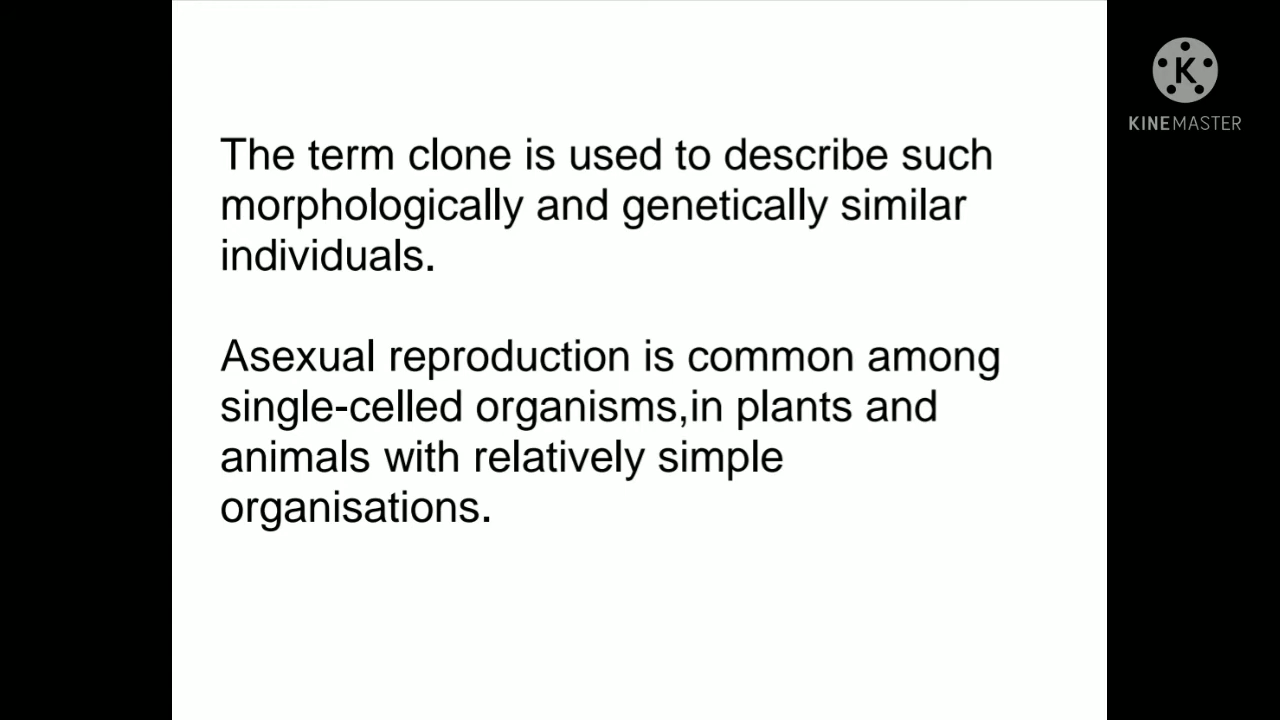 The term clone is used to describe such
morphologically and genetically similar
individuals.
Asexual reproduction is common among
single-celled organisms,in plants and
animals with relatively simple
organisations.
K
KINEMASTER